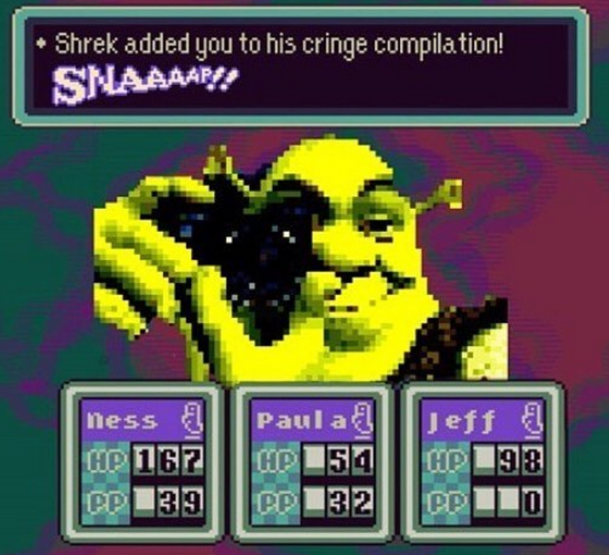 • Shrek added you to his cringe compilation!
SNAAAAP!!
Ness Paula Jeff
HP 167 HP 54 HP 98
PP 39 PP 32 PP 0